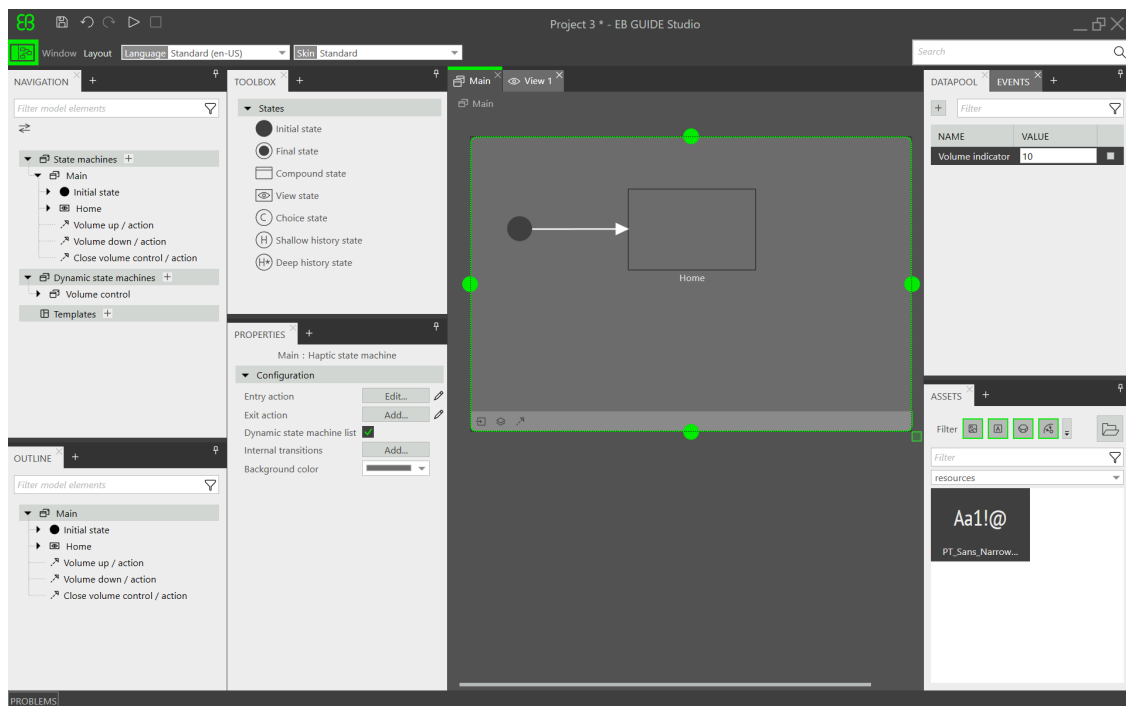 EB
Project 3 * - EB GUIDE Studio
Window Layout Language Standard (en-US) Skin Standard
Search
NAVIGATION
Filter model elements
State machines
Main
Initial state
Home
Volume up / action
Volume down / action
Close volume control / action
Dynamic state machines
Volume control
Templates
OUTLINE
Filter model elements
Main
Initial state
Home
Volume up / action
Volume down / action
Close volume control / action
TOOLBOX
States
Initial state
Final state
Compound state
View state
C Choice state
H Shallow history state
H* Deep history state
PROPERTIES
Main : Haptic state machine
Configuration
Entry action Edit...
Exit action Add...
Dynamic state machine list
Internal transitions Add...
Background color
Main View 1
Main
Home
DATAPOOL EVENTS
Filter
NAME VALUE
Volume indicator 10
ASSETS
Filter A
Filter
resources
Aa1!@
PT_Sans_Narrow...
PROBLEMS